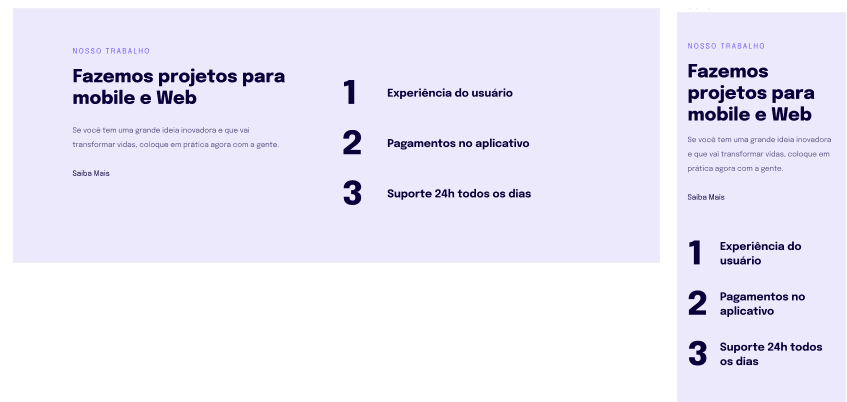 NOSSO TRABALHO
Fazemos projetos para
mobile e Web
Se você tem uma grande ideia inovadora e que vai
transformar vidas, coloque em prática agora com a gente.
Saiba Mais
1 Experiência do usuário
2 Pagamentos no aplicativo
3 Suporte 24h todos os dias
NOSSO TRABALHO
Fazemos
projetos para
mobile e Web
Se você tem uma grande ideia inovadora
e que vai transformar vidas, coloque em
prática agora com a gente.
Saiba Mais
1 Experiência do
usuário
2 Pagamentos no
aplicativo
3 Suporte 24h todos
os dias